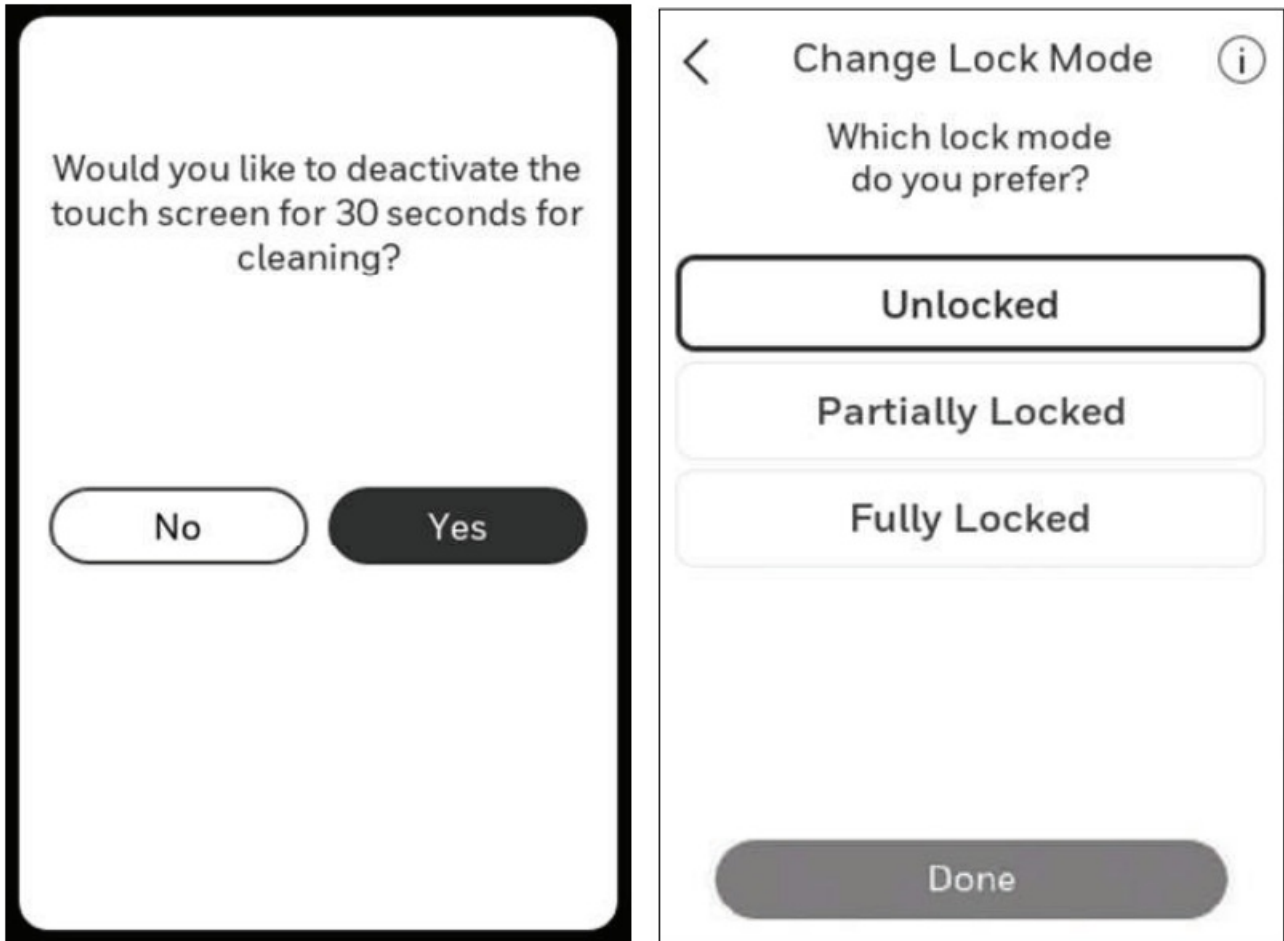 Would you like to deactivate the
touch screen for 30 seconds for
cleaning?
No
Yes
Change Lock Mode
i
Which lock mode
do you prefer?
Unlocked
Partially Locked
Fully Locked
Done